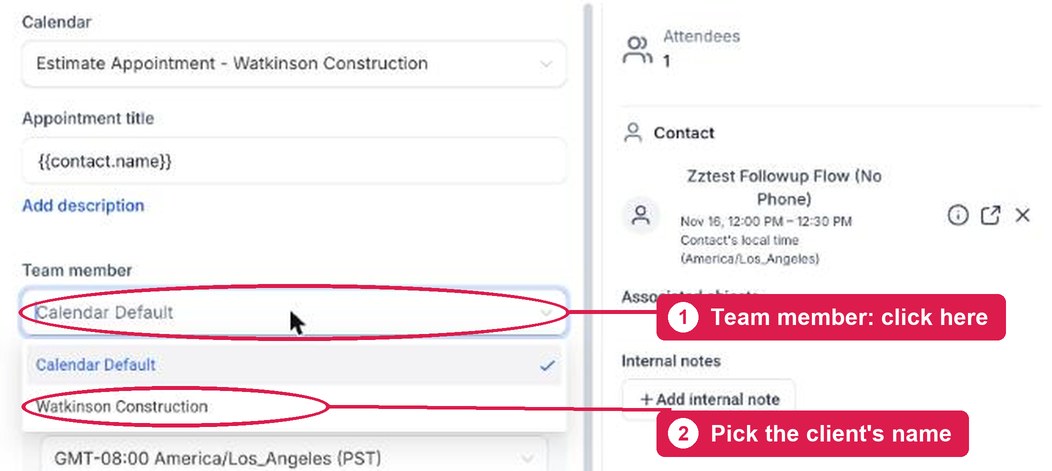 Calendar
Estimate Appointment - Watkinson Construction
Appointment title
{{contact.name}}
Add description
Team member
Calendar Default
Calendar Default
Watkinson Construction
GMT-08:00 America/Los_Angeles (PST)
Attendees
1
Contact
Zztest Followup Flow (No
Phone)
Nov 16, 12:00 PM – 12:30 PM
Contact's local time
(America/Los_Angeles)
1 Team member: click here
Internal notes
+ Add internal note
2 Pick the client's name